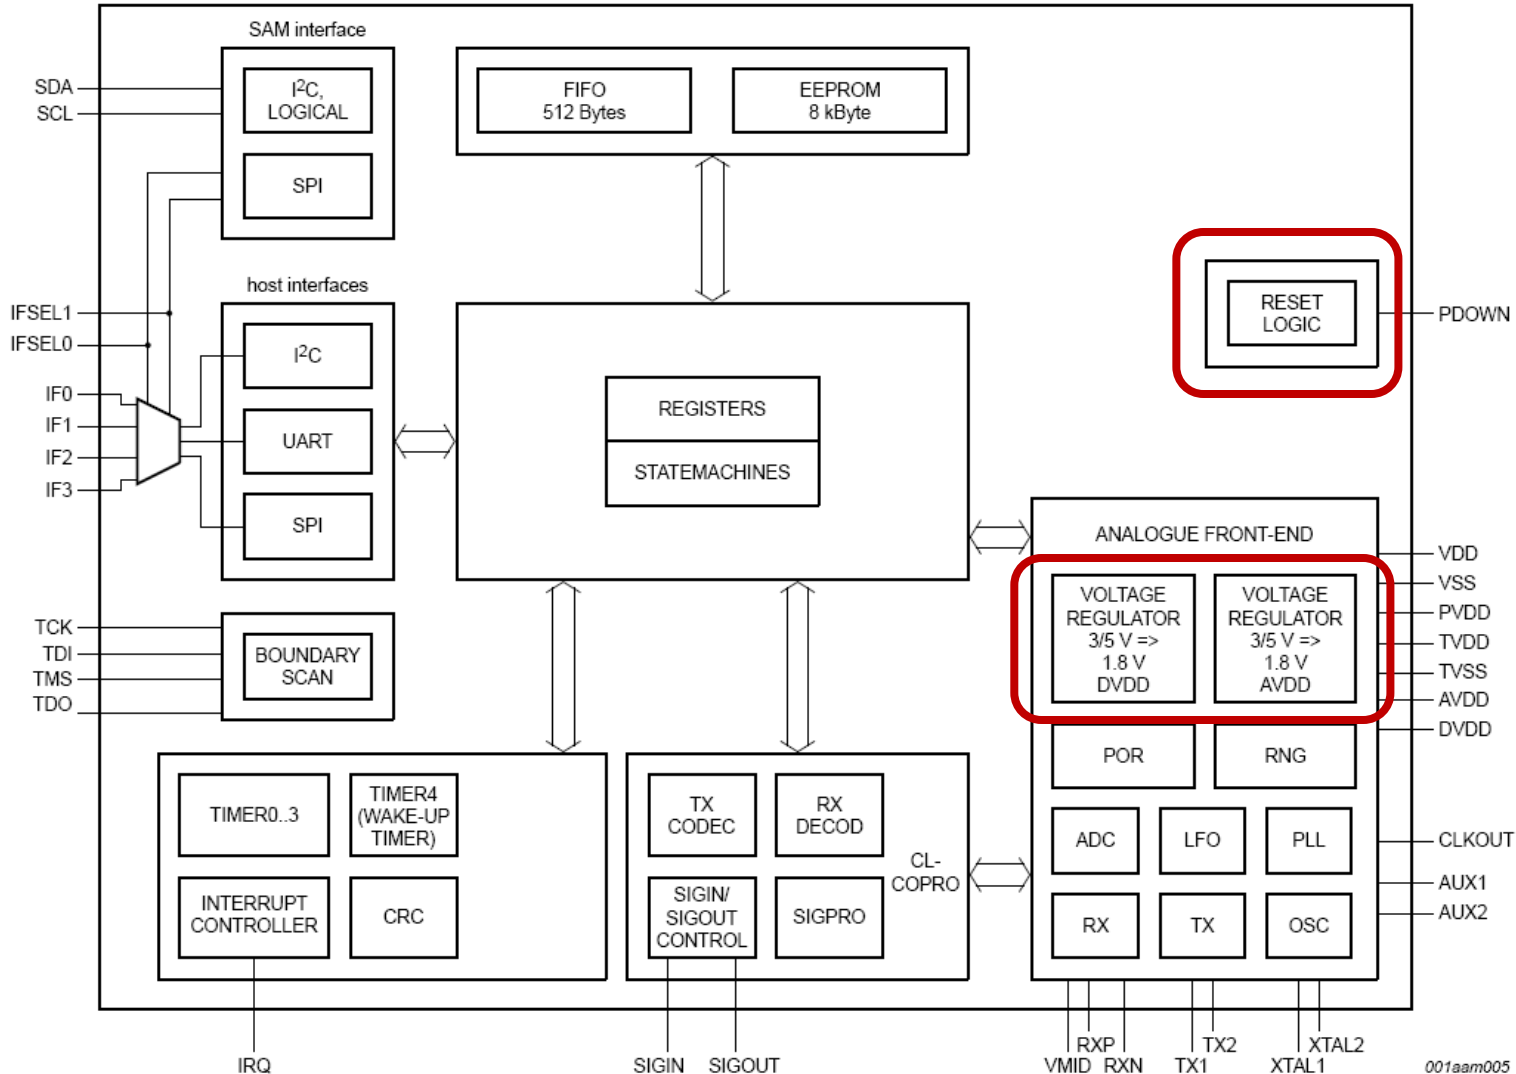 SAM interface
SDA
SCL
I²C,
LOGICAL
SPI
FIFO
512 Bytes
EEPROM
8 kByte
host interfaces
IFSEL1
IFSEL0
IF0
IF1
IF2
IF3
I²C
UART
SPI
REGISTERS
STATEMACHINES
RESET
LOGIC
PDOWN
TCK
TDI
TMS
TDO
BOUNDARY
SCAN
ANALOGUE FRONT-END
VOLTAGE
REGULATOR
3/5 V =>
1.8 V
DVDD
VOLTAGE
REGULATOR
3/5 V =>
1.8 V
AVDD
VDD
VSS
PVDD
TVDD
TVSS
AVDD
DVDD
POR
RNG
ADC
LFO
PLL
RX
TX
OSC
CLKOUT
AUX1
AUX2
TIMER0..3
TIMER4
(WAKE-UP
TIMER)
INTERRUPT
CONTROLLER
CRC
TX
CODEC
RX
DECOD
SIGIN/
SIGOUT
CONTROL
SIGPRO
CL-
COPRO
IRQ
SIGIN
SIGOUT
VMID
RXP
RXN
TX1
TX2
XTAL1
XTAL2
001aam005